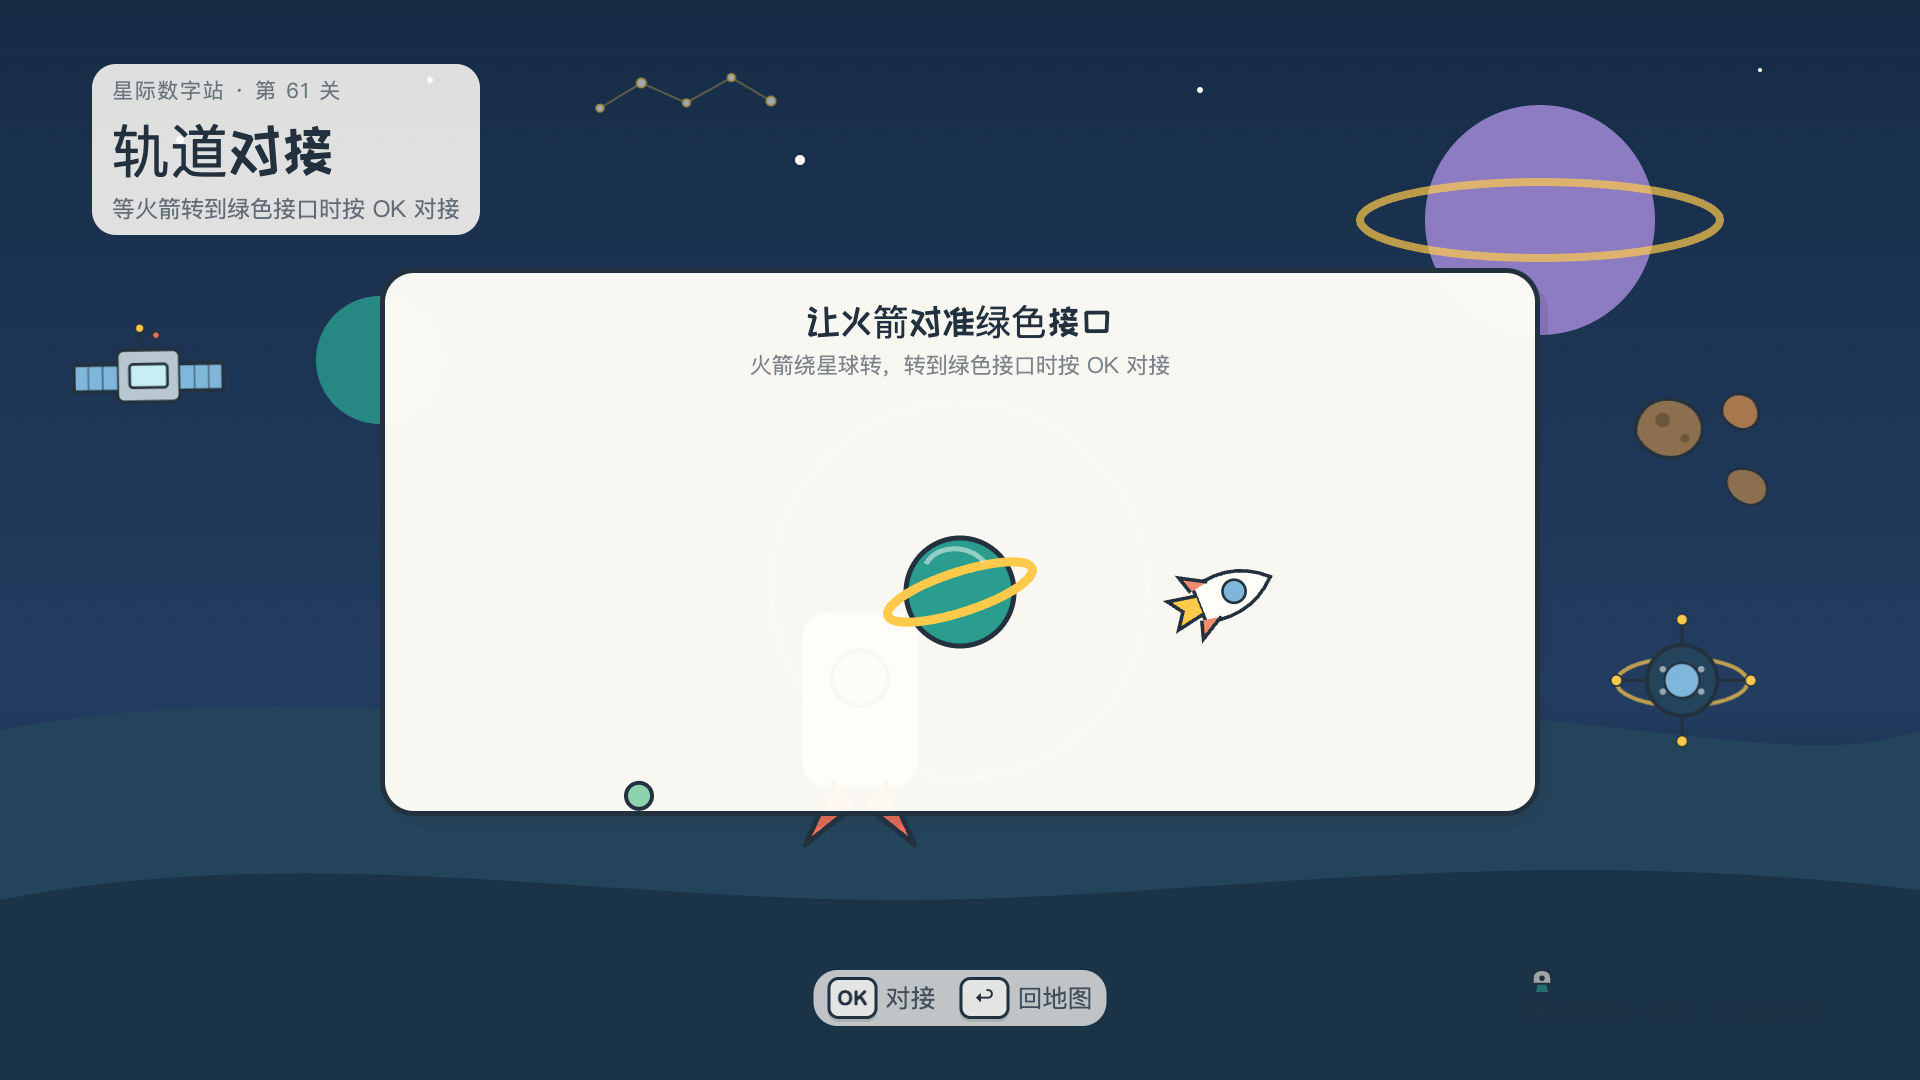 星际数字站 · 第 61 关
轨道对接
等火箭转到绿色接口时按 OK 对接
让火箭对准绿色接口
火箭绕星球转，转到绿色接口时按 OK 对接
OK 对接 回地图